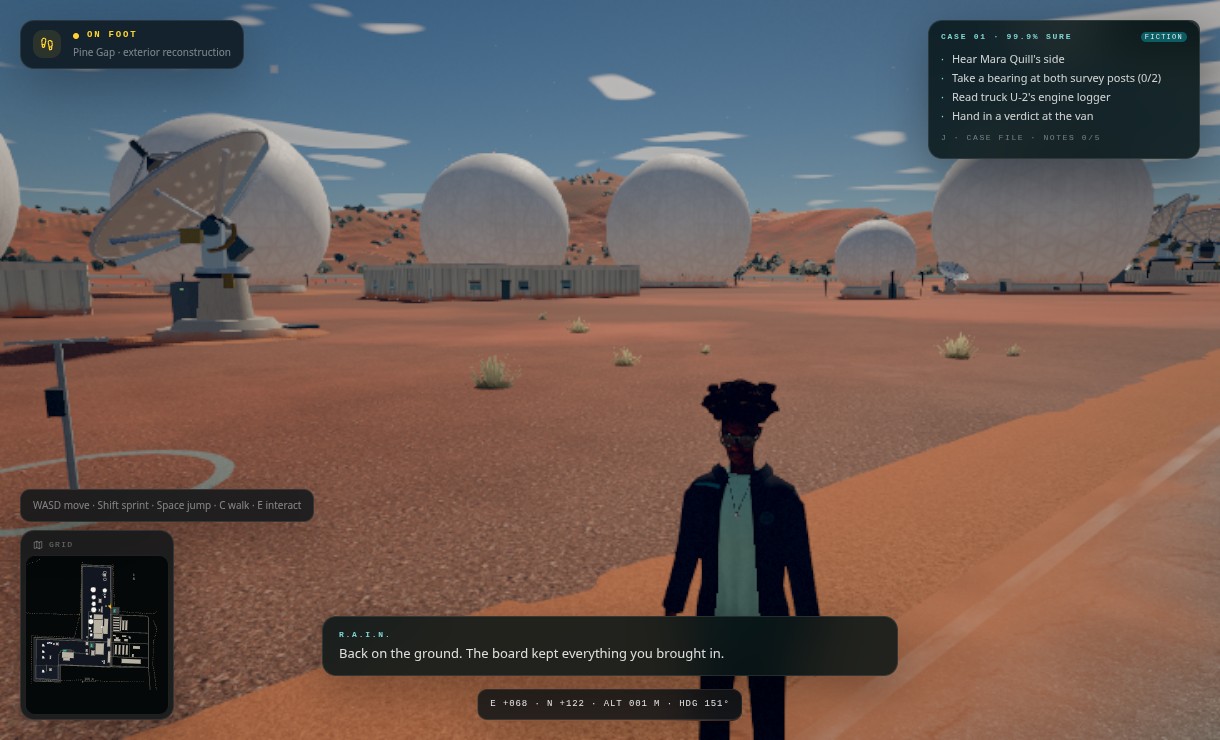 ON FOOT
Pine Gap · exterior reconstruction
CASE 01 · 99.9% SURE
FICTION
· Hear Mara Quill's side
· Take a bearing at both survey posts (0/2)
· Read truck U-2's engine logger
· Hand in a verdict at the van
J · CASE FILE · NOTES 0/5
WASD move · Shift sprint · Space jump · C walk · E interact
GRID
R.A.I.N.
Back on the ground. The board kept everything you brought in.
E +068 · N +122 · ALT 001 M · HDG 151°